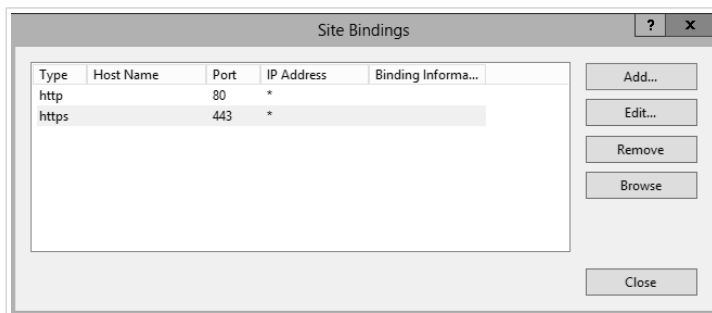 Site Bindings
? x
Type Host Name Port IP Address Binding Informa... Add...
http 80 *
https 443 * Edit...
Remove
Browse
Close